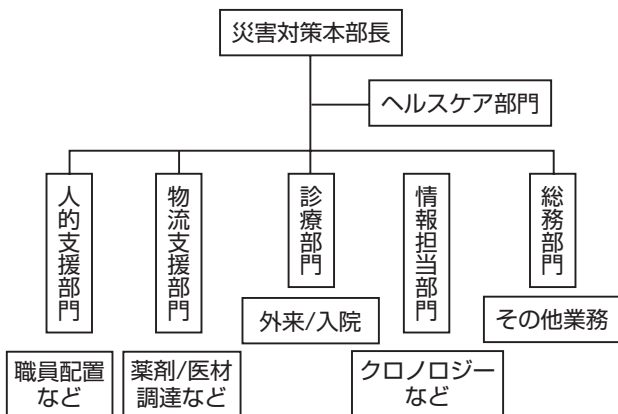 災害対策本部長
ヘルスケア部門
人的支援部門
物流支援部門
診療部門
情報担当部門
総務部門
外来/入院
その他業務
職員配置
など
薬剤/医材
調達など
クロノロジー
など